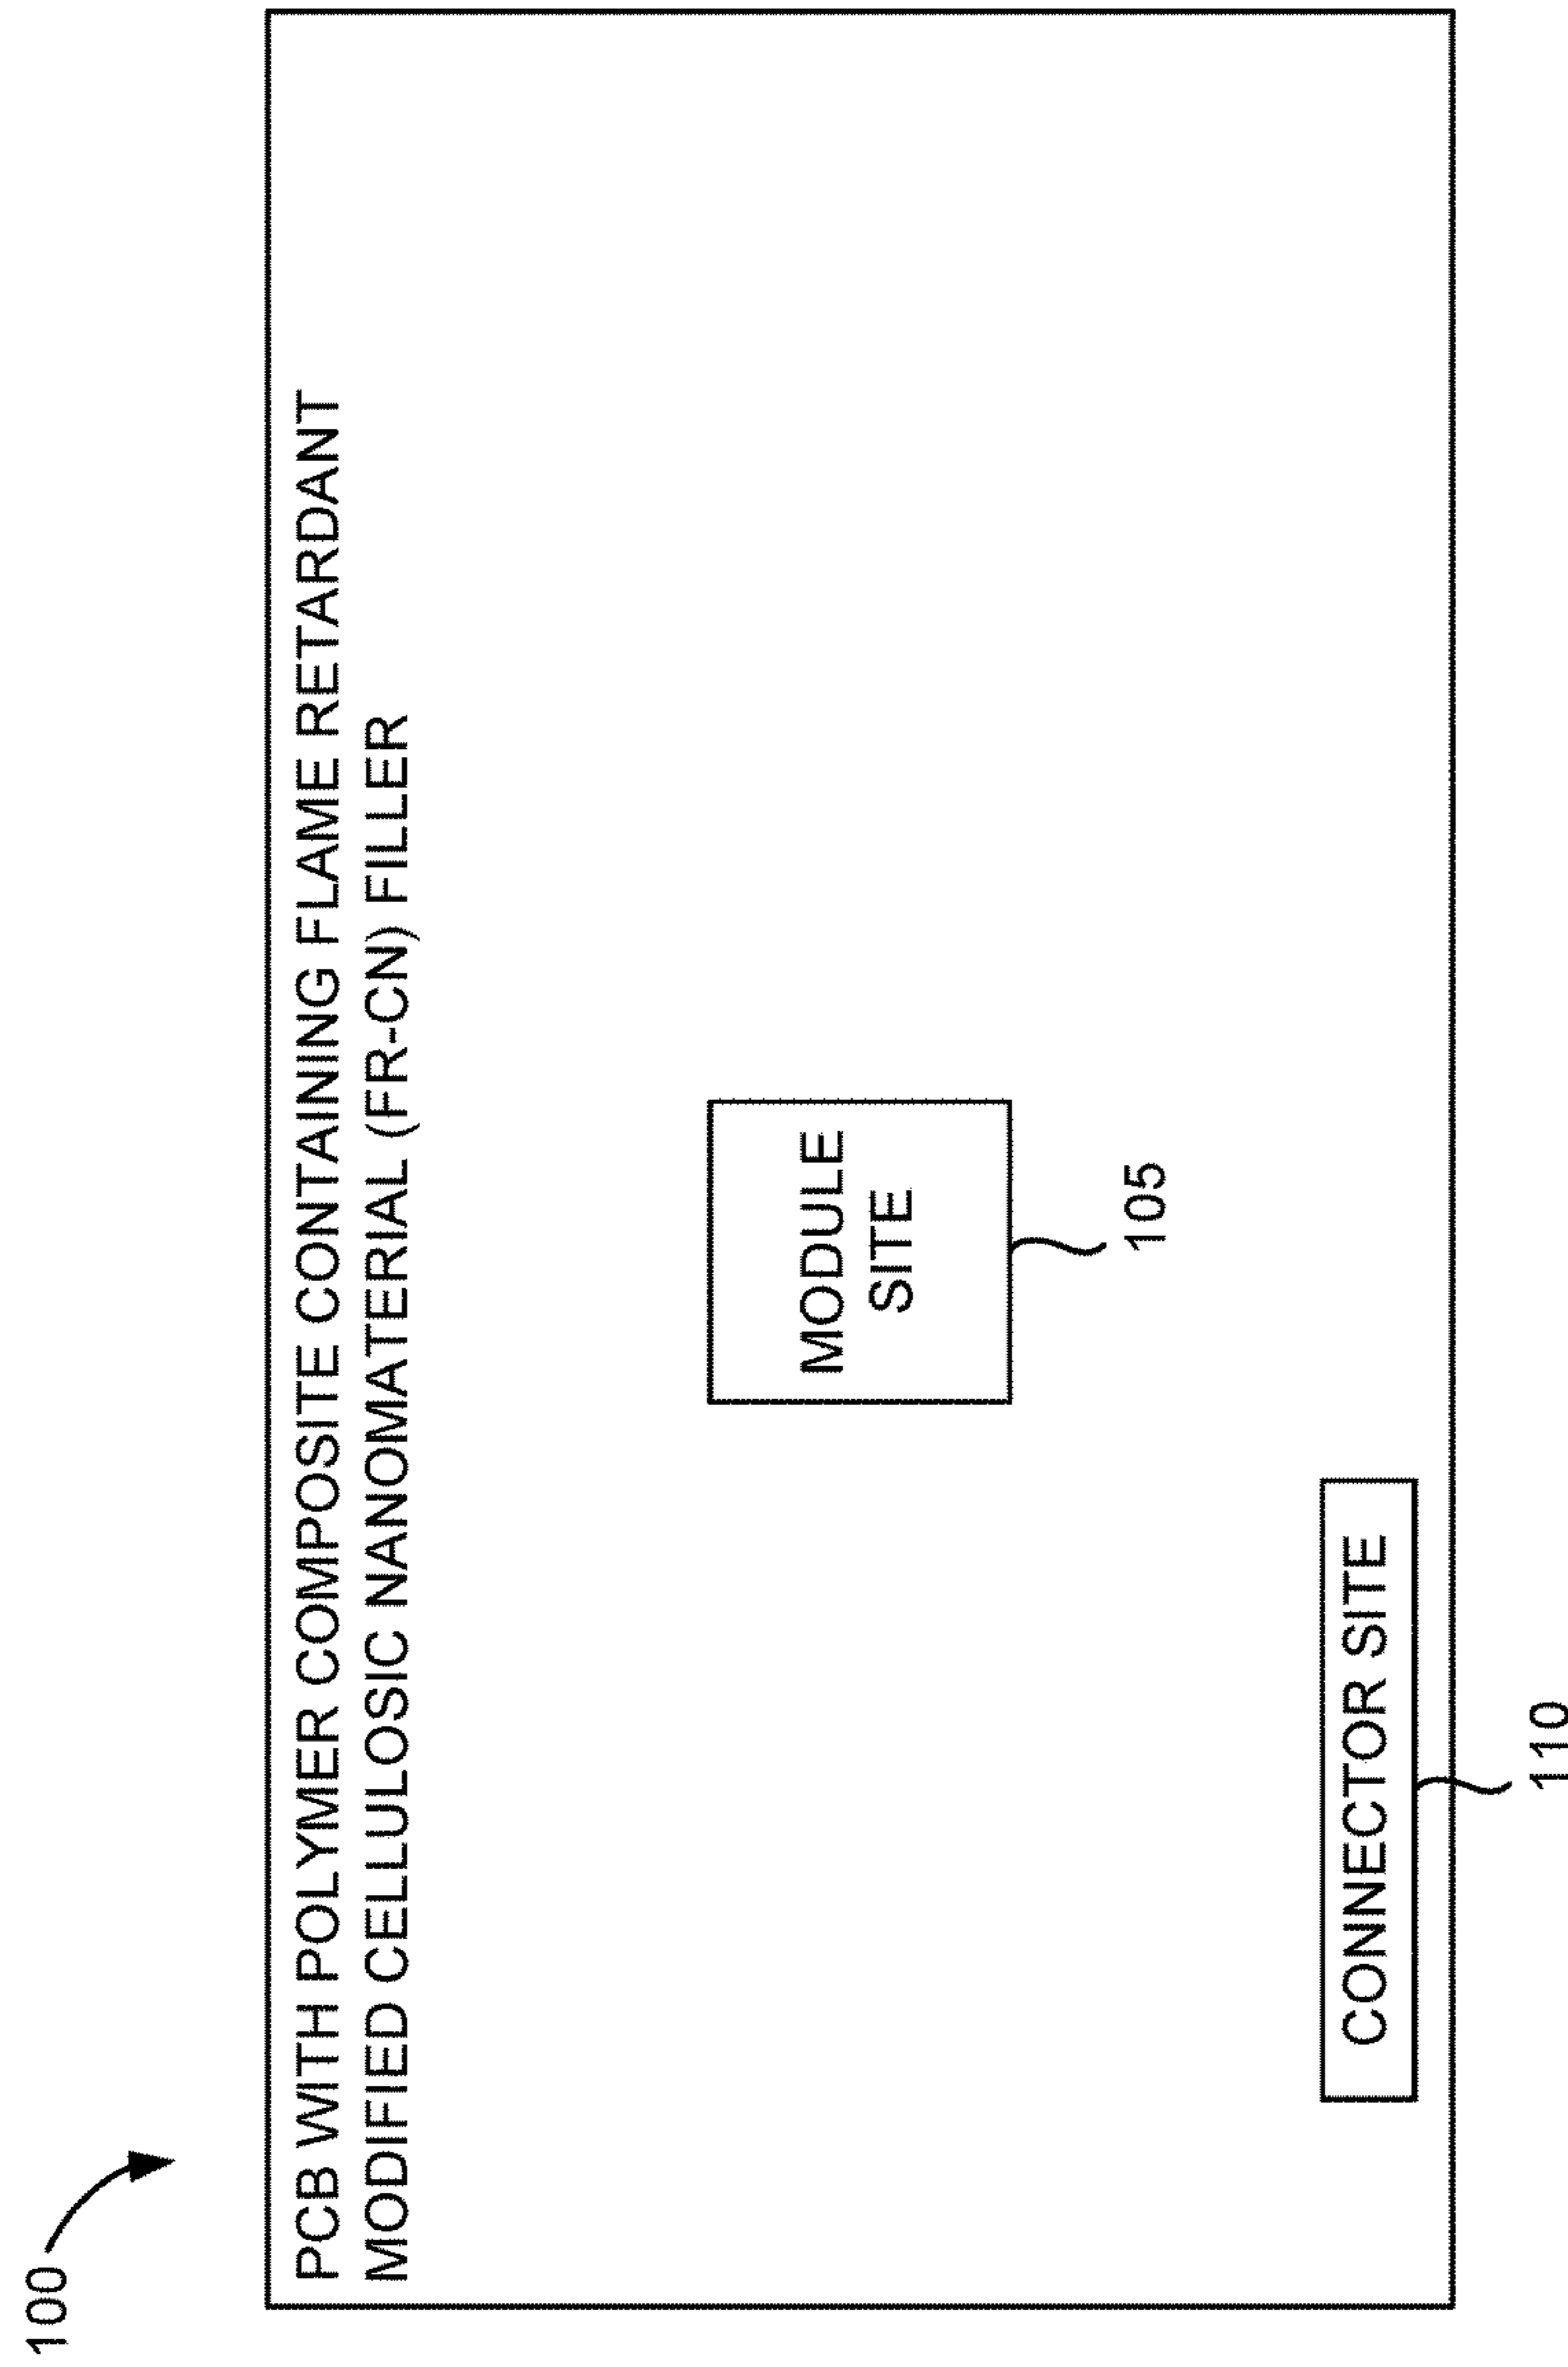 100
PCB WITH POLYMER COMPOSITE CONTAINING FLAME RETARDANT
MODIFIED CELLULOSIC NANOMATERIAL (FR-CN) FILLER
MODULE
SITE
105
CONNECTOR SITE
110